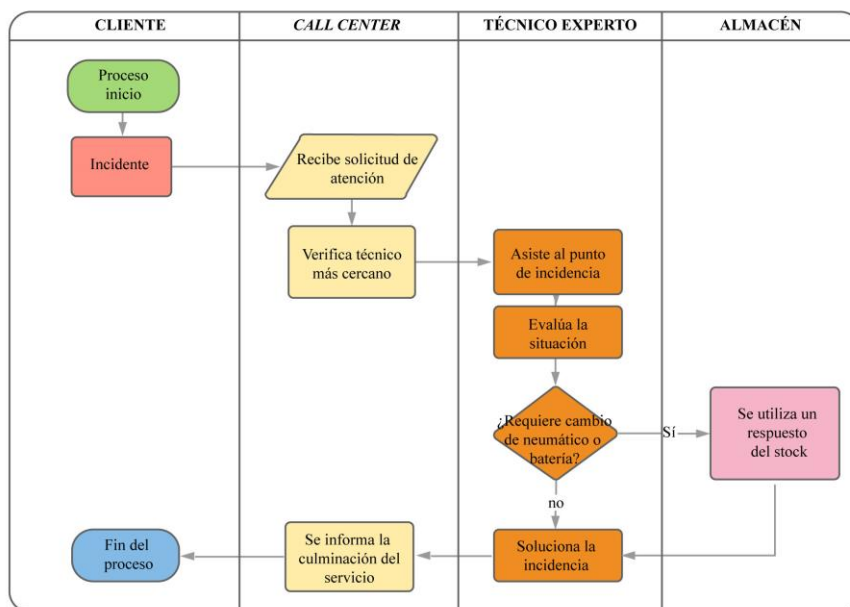 CLIENTE
CALL CENTER
TÉCNICO EXPERTO
ALMACÉN
Proceso
inicio
Incidente
Recibe solicitud de
atención
Verifica técnico
más cercano
Asiste al punto
de incidencia
Evalúa la
situación
¿Requiere cambio
de neumático o
batería?
Sí
Se utiliza un
respuesto
del stock
no
Soluciona la
incidencia
Se informa la
culminación del
servicio
Fin del
proceso